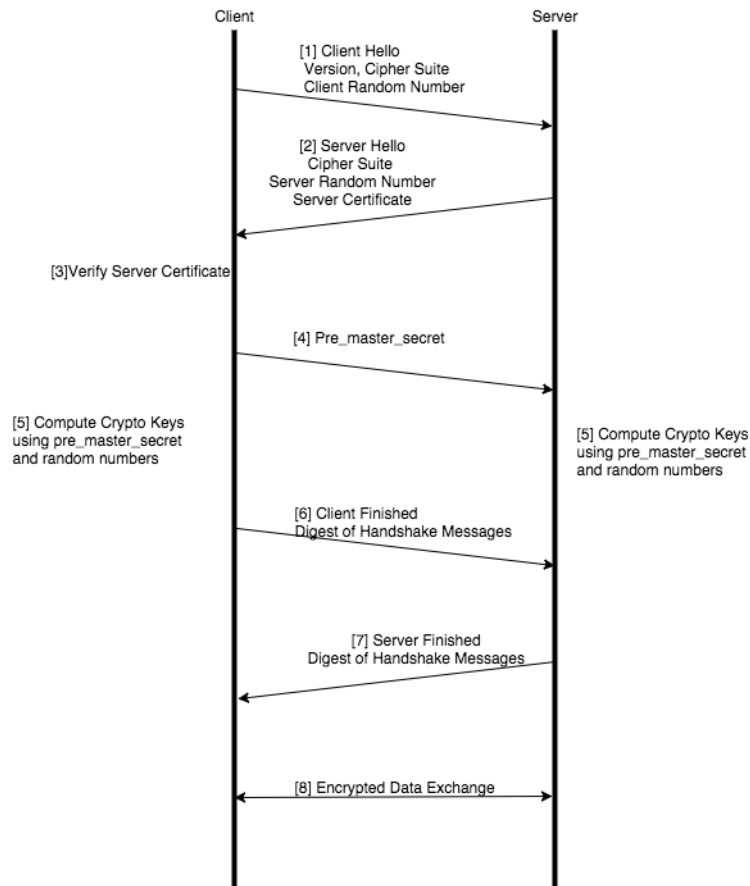 Client
Server
[1] Client Hello
Version, Cipher Suite
Client Random Number
[2] Server Hello
Cipher Suite
Server Random Number
Server Certificate
[3]Verify Server Certificate
[4] Pre_master_secret
[5] Compute Crypto Keys
using pre_master_secret
and random numbers
[5] Compute Crypto Keys
using pre_master_secret
and random numbers
[6] Client Finished
Digest of Handshake Messages
[7] Server Finished
Digest of Handshake Messages
[8] Encrypted Data Exchange